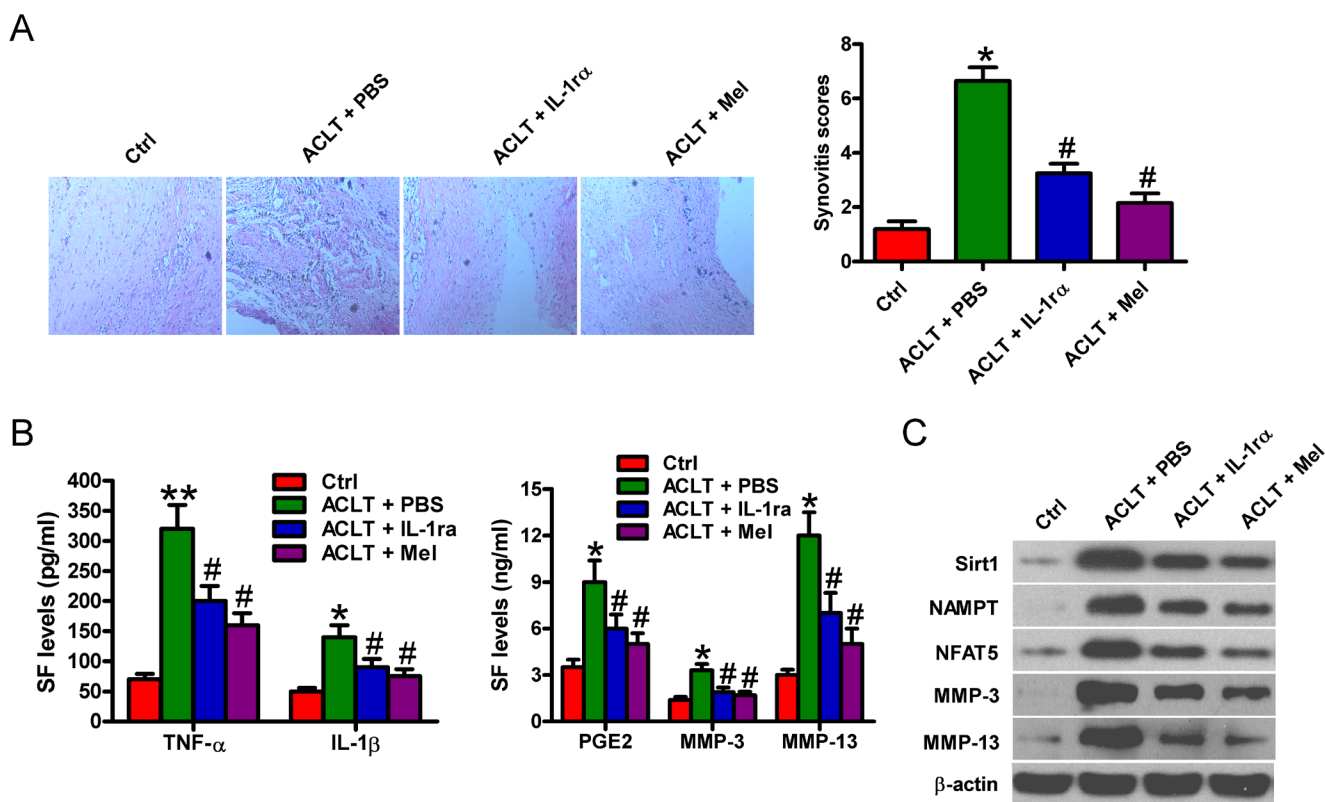 A
Ctrl
ACLT + PBS
ACLT + IL-1rα
ACLT + Mel
Synovitis scores
8
6
4
2
0
*
#
#
Ctrl
ACLT + PBS
ACLT + IL-1rα
ACLT + Mel
B
SF levels (pg/ml)
400
350
300
250
200
150
100
50
0
**
#
#
*
#
#
TNF-α
IL-1β
Ctrl
ACLT + PBS
ACLT + IL-1ra
ACLT + Mel
SF levels (ng/ml)
15
12
9
6
3
0
*
#
#
*
#
#
*
#
#
PGE2
MMP-3
MMP-13
Ctrl
ACLT + PBS
ACLT + IL-1ra
ACLT + Mel
C
Ctrl
ACLT + PBS
ACLT + IL-1rα
ACLT + Mel
Sirt1
NAMPT
NFAT5
MMP-3
MMP-13
β-actin